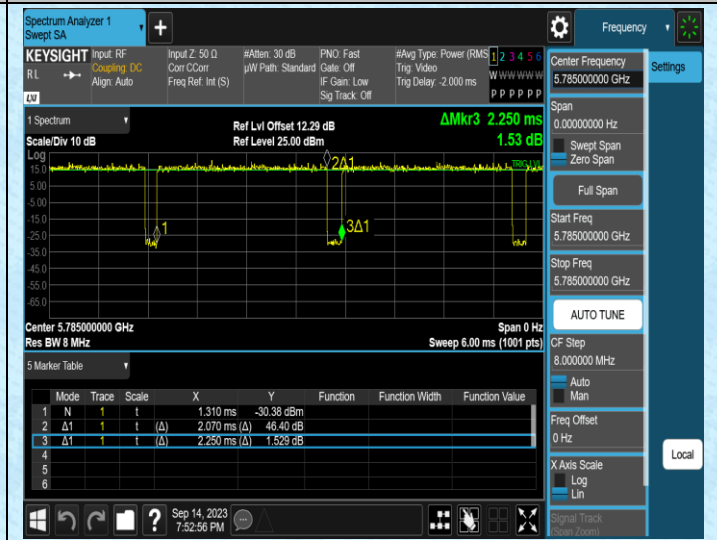 Spectrum Analyzer 1
Swept SA
+
Frequency
KEYSIGHT
RL
LXI
Input: RF
Coupling: DC
Align: Auto
Input Z: 50 Ω
Corr CCorr
Freq Ref: Int (S)
#Atten: 30 dB
µW Path: Standard
PNO: Fast
Gate: Off
IF Gain: Low
Sig Track: Off
#Avg Type: Power (RMS
Trig: Video
Trig Delay: -2.000 ms
1 2 3 4 5 6
W W W W W W
P P P P P P
1 Spectrum
Scale/Div 10 dB
Ref Lvl Offset 12.29 dB
Ref Level 25.00 dBm
ΔMkr3 2.250 ms
1.53 dB
Log
15.0
5.00
-5.00
-15.0
-25.0
-35.0
-45.0
-55.0
-65.0
2Δ1
TRIG LVL
1
3Δ1
Center 5.785000000 GHz
Span 0 Hz
Res BW 8 MHz
Sweep 6.00 ms (1001 pts)
5 Marker Table
Mode Trace Scale X Y Function Function Width Function Value
1 N 1 t 1.310 ms -30.38 dBm
2 Δ1 1 t (Δ) 2.070 ms (Δ) 46.40 dB
3 Δ1 1 t (Δ) 2.250 ms (Δ) 1.529 dB
4
5
6
?
Sep 14, 2023
7:52:56 PM
Center Frequency
5.785000000 GHz
Settings
Span
0.00000000 Hz
Swept Span
Zero Span
Full Span
Start Freq
5.785000000 GHz
Stop Freq
5.785000000 GHz
AUTO TUNE
CF Step
8.000000 MHz
Auto
Man
Freq Offset
0 Hz
Local
X Axis Scale
Log
Lin
Signal Track
(Span Zoom)